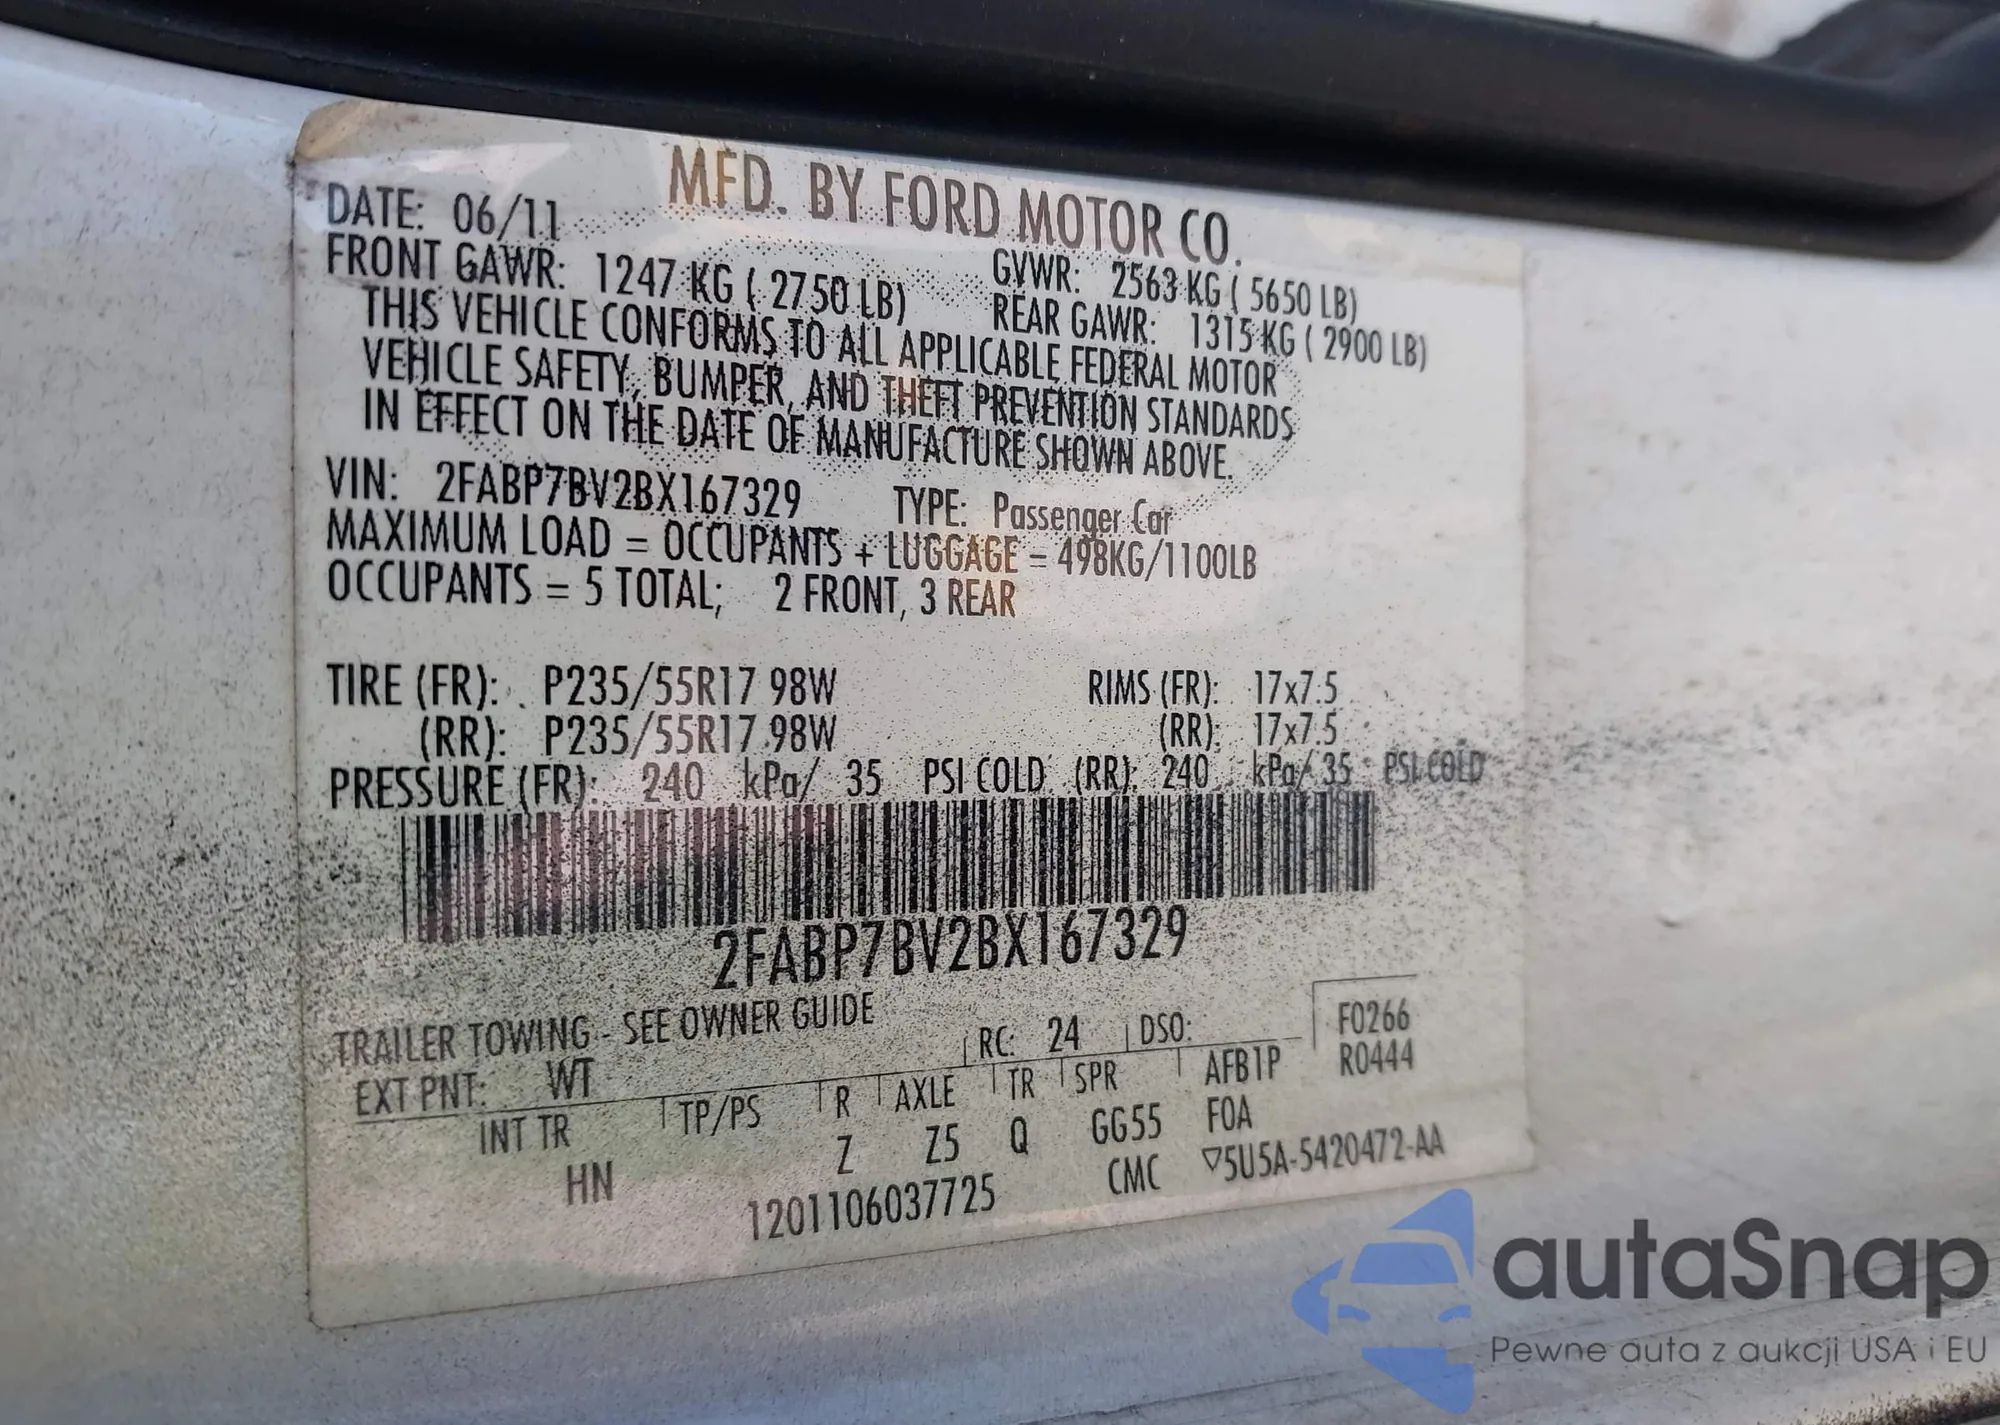 MFD. BY FORD MOTOR CO.
DATE: 06/11
FRONT GAWR: 1247 KG ( 2750 LB)
GVWR: 2563 KG ( 5650 LB)
REAR GAWR: 1315 KG ( 2900 LB)
THIS VEHICLE CONFORMS TO ALL APPLICABLE FEDERAL MOTOR
VEHICLE SAFETY, BUMPER, AND THEFT PREVENTION STANDARDS
IN EFFECT ON THE DATE OF MANUFACTURE SHOWN ABOVE.
VIN: 2FABP7BV2BX167329 TYPE: Passenger Car
MAXIMUM LOAD = OCCUPANTS + LUGGAGE = 498KG/1100LB
OCCUPANTS = 5 TOTAL; 2 FRONT, 3 REAR
TIRE (FR): P235/55R17 98W RIMS (FR): 17x7.5
(RR): P235/55R17 98W (RR): 17x7.5
PRESSURE (FR): 240 kPa/ 35 PSI COLD (RR): 240 kPa/ 35 PSI COLD
2FABP7BV2BX167329
TRAILER TOWING - SEE OWNER GUIDE
EXT PNT: WT RC: 24 DSO: F0266
R0444
INT TR TP/PS R AXLE TR SPR AFB1P
HN Z Z5 Q GG55 FOA
1201106037725 CMC ▽5U5A-5420472-AA
autaSnap
Pewne auta z aukcji USA i EU